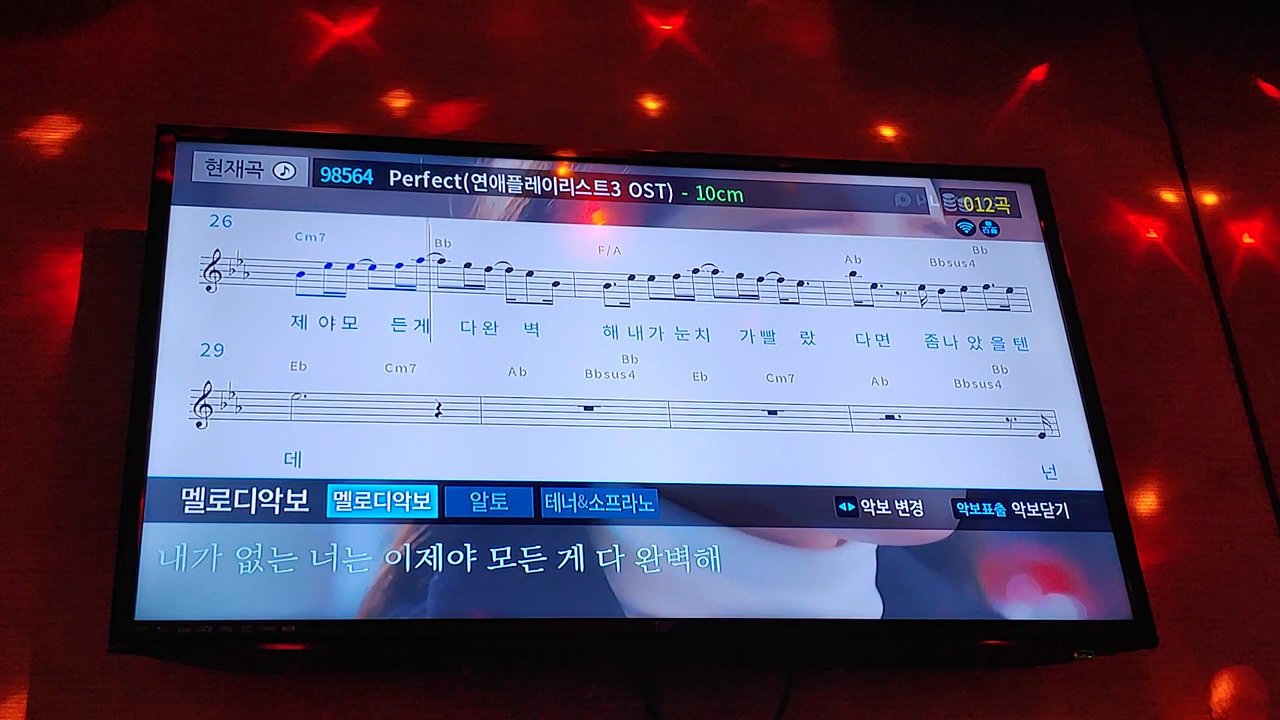 현재곡 98564 Perfect(연애플레이리스트3 OST) - 10cm 012곡
26
Cm7 Bb F/A Ab Bbsus4 Bb
제 야 모 든 게 다 완 벽 해 내 가 눈 치 가 빨 랐 다 면 좀 나 았 을 텐
29
Eb Cm7 Ab Bbsus4 Bb Eb Cm7 Ab Bbsus4 Bb
데 넌
멜로디악보 멜로디악보 알토 테너&소프라노 악보 변경 악보표출 악보닫기
내가 없는 너는 이제야 모든 게 다 완벽해